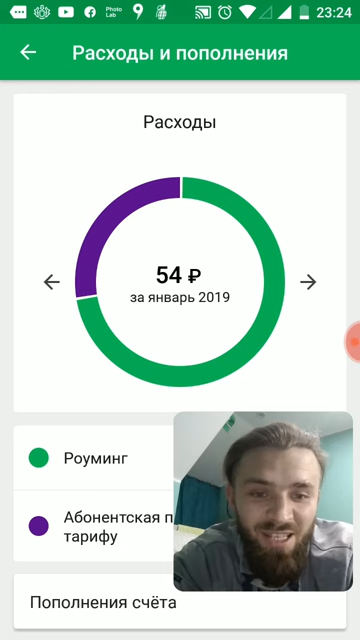 Photo
Lab
23:24
Расходы и пополнения
Расходы
54 ₽
за январь 2019
Роуминг
Абонентская п
тарифу
Пополнения счёта